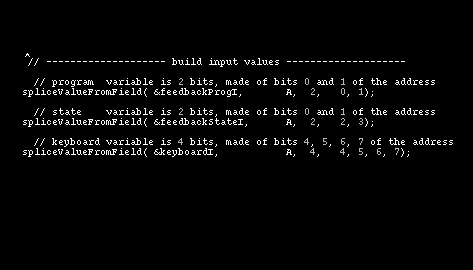 ^
// -------------------- build input values --------------------
// program  variable is 2 bits, made of bits 0 and 1 of the address
spliceValueFromField( &feedbackProgI,       A,  2,    0, 1);
// state    variable is 2 bits, made of bits 0 and 1 of the address
spliceValueFromField( &feedbackStateI,      A,  2,    2, 3);
// keyboard variable is 4 bits, made of bits 4, 5, 6, 7 of the address
spliceValueFromField( &keyboardI,           A,  4,    4, 5, 6, 7);